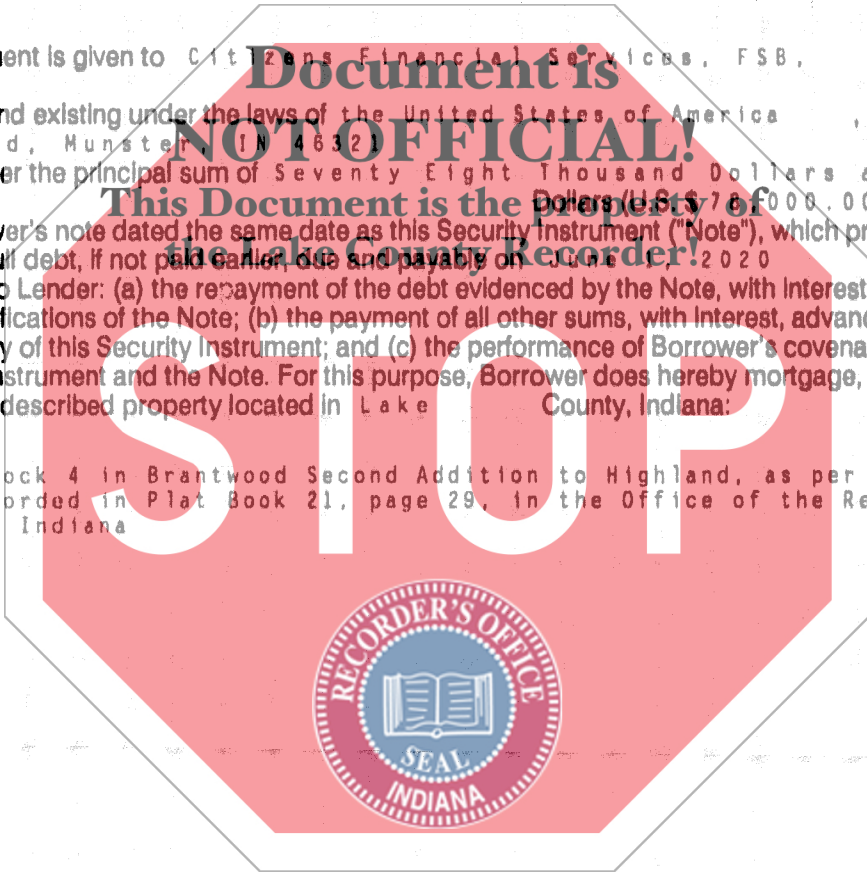 ent is given to Citizens Financial Services, FSB,
Document is
nd existing under the laws of the United States of America ,
d, Munster, IN 46321
NOT OFFICIAL!
er the principal sum of Seventy Eight Thousand Dollars a
Dollars (U.S. $ 78,000.00
This Document is the property of
er's note dated the same date as this Security Instrument ("Note"), which pr
the Lake County Recorder!
ll debt, if not paid earlier, due and payable on June 1, 2020
o Lender: (a) the repayment of the debt evidenced by the Note, with interest
fications of the Note; (b) the payment of all other sums, with interest, advan
y of this Security Instrument; and (c) the performance of Borrower's covena
strument and the Note. For this purpose, Borrower does hereby mortgage,
described property located in Lake County, Indiana:
STOP
ock 4 in Brantwood Second Addition to Highland, as per
orded in Plat Book 21, page 29, in the Office of the Re
Indiana
RECORDER'S OFFICE
SEAL
INDIANA